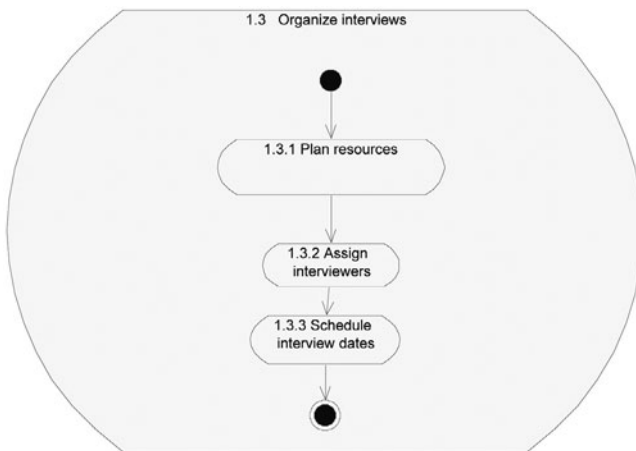 1.3 Organize interviews
1.3.1 Plan resources
1.3.2 Assign
interviewers
1.3.3 Schedule
interview dates